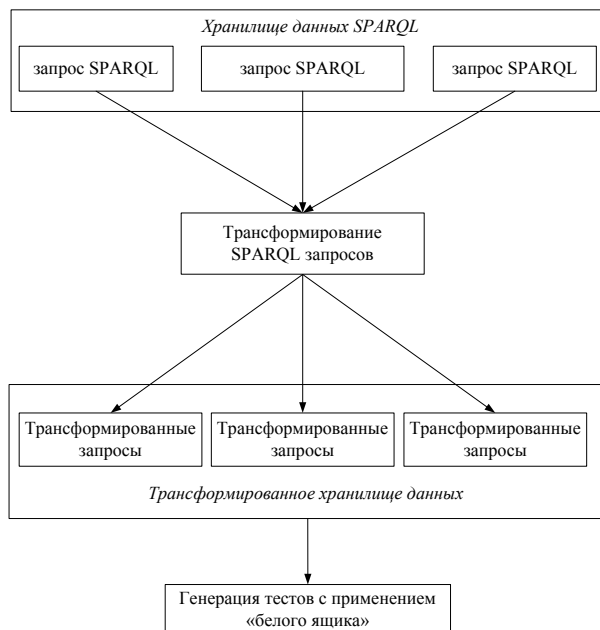 Хранилище данных SPARQL
запрос SPARQL
запрос SPARQL
запрос SPARQL
Трансформирование
SPARQL запросов
Трансформированные
запросы
Трансформированные
запросы
Трансформированные
запросы
Трансформированное хранилище данных
Генерация тестов с применением
«белого ящика»